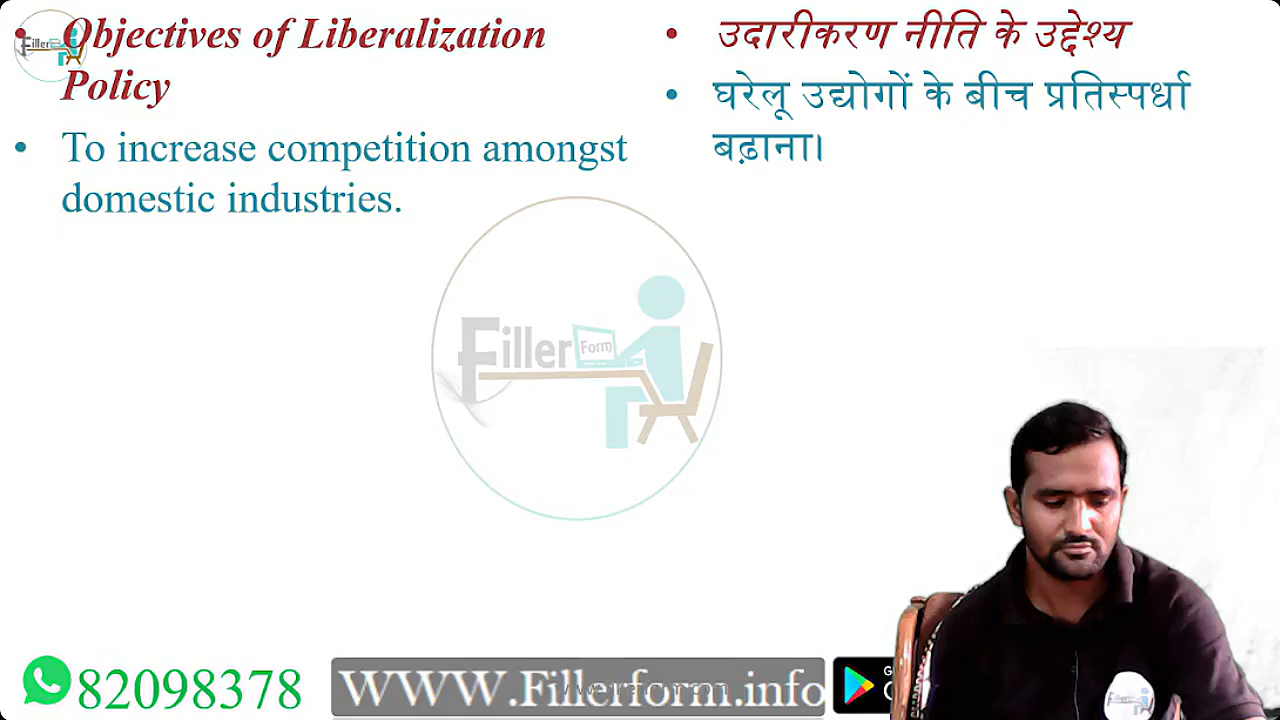 • Objectives of Liberalization
Policy
• To increase competition amongst
domestic industries.
• उदारीकरण नीति के उद्देश्य
• घरेलू उद्योगों के बीच प्रतिस्पर्धा
बढ़ाना।
Filler Form
82098378
WWW.Fillerform.info